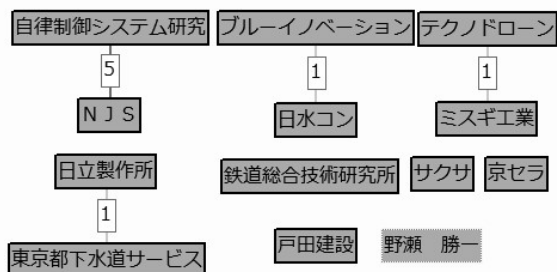 自律制御システム研究
ブルーイノベーション
テクノドローン
5
1
1
ＮＪＳ
日水コン
ミスギ工業
日立製作所
鉄道総合技術研究所
サクサ
京セラ
1
東京都下水道サービス
戸田建設
野瀬　勝一